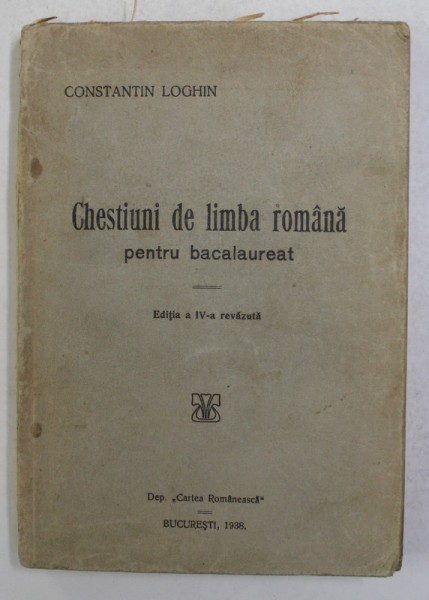 CONSTANTIN LOGHIN
Chestiuni de limba română
pentru bacalaureat
Ediția a IV-a revăzută
Dep. „Cartea Românească“
BUCUREȘTI, 1938.